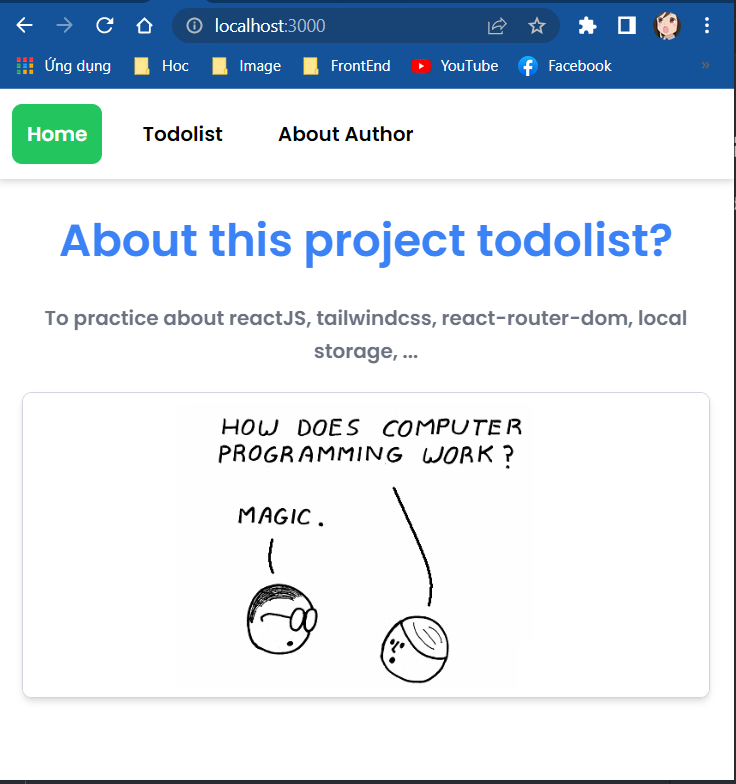 localhost:3000
Ứng dụng Hoc Image FrontEnd YouTube Facebook »
Home Todolist About Author
About this project todolist?
To practice about reactJS, tailwindcss, react-router-dom, local
storage, ...
HOW DOES COMPUTER
PROGRAMMING WORK?
MAGIC.